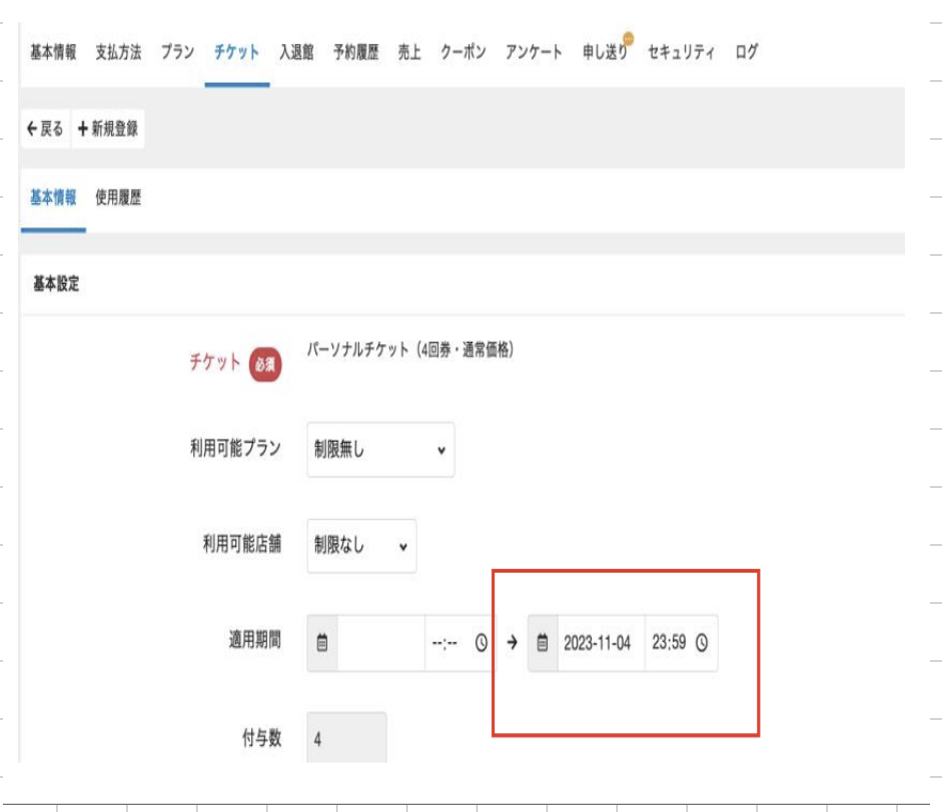 基本情報 支払方法 プラン チケット 入退館 予約履歴 売上 クーポン アンケート 申し送り セキュリティ ログ
←戻る +新規登録
基本情報 使用履歴
基本設定
チケット 必須 パーソナルチケット（4回券・通常価格）
利用可能プラン 制限無し
利用可能店舗 制限なし
適用期間 --:-- → 2023-11-04 23:59
付与数 4